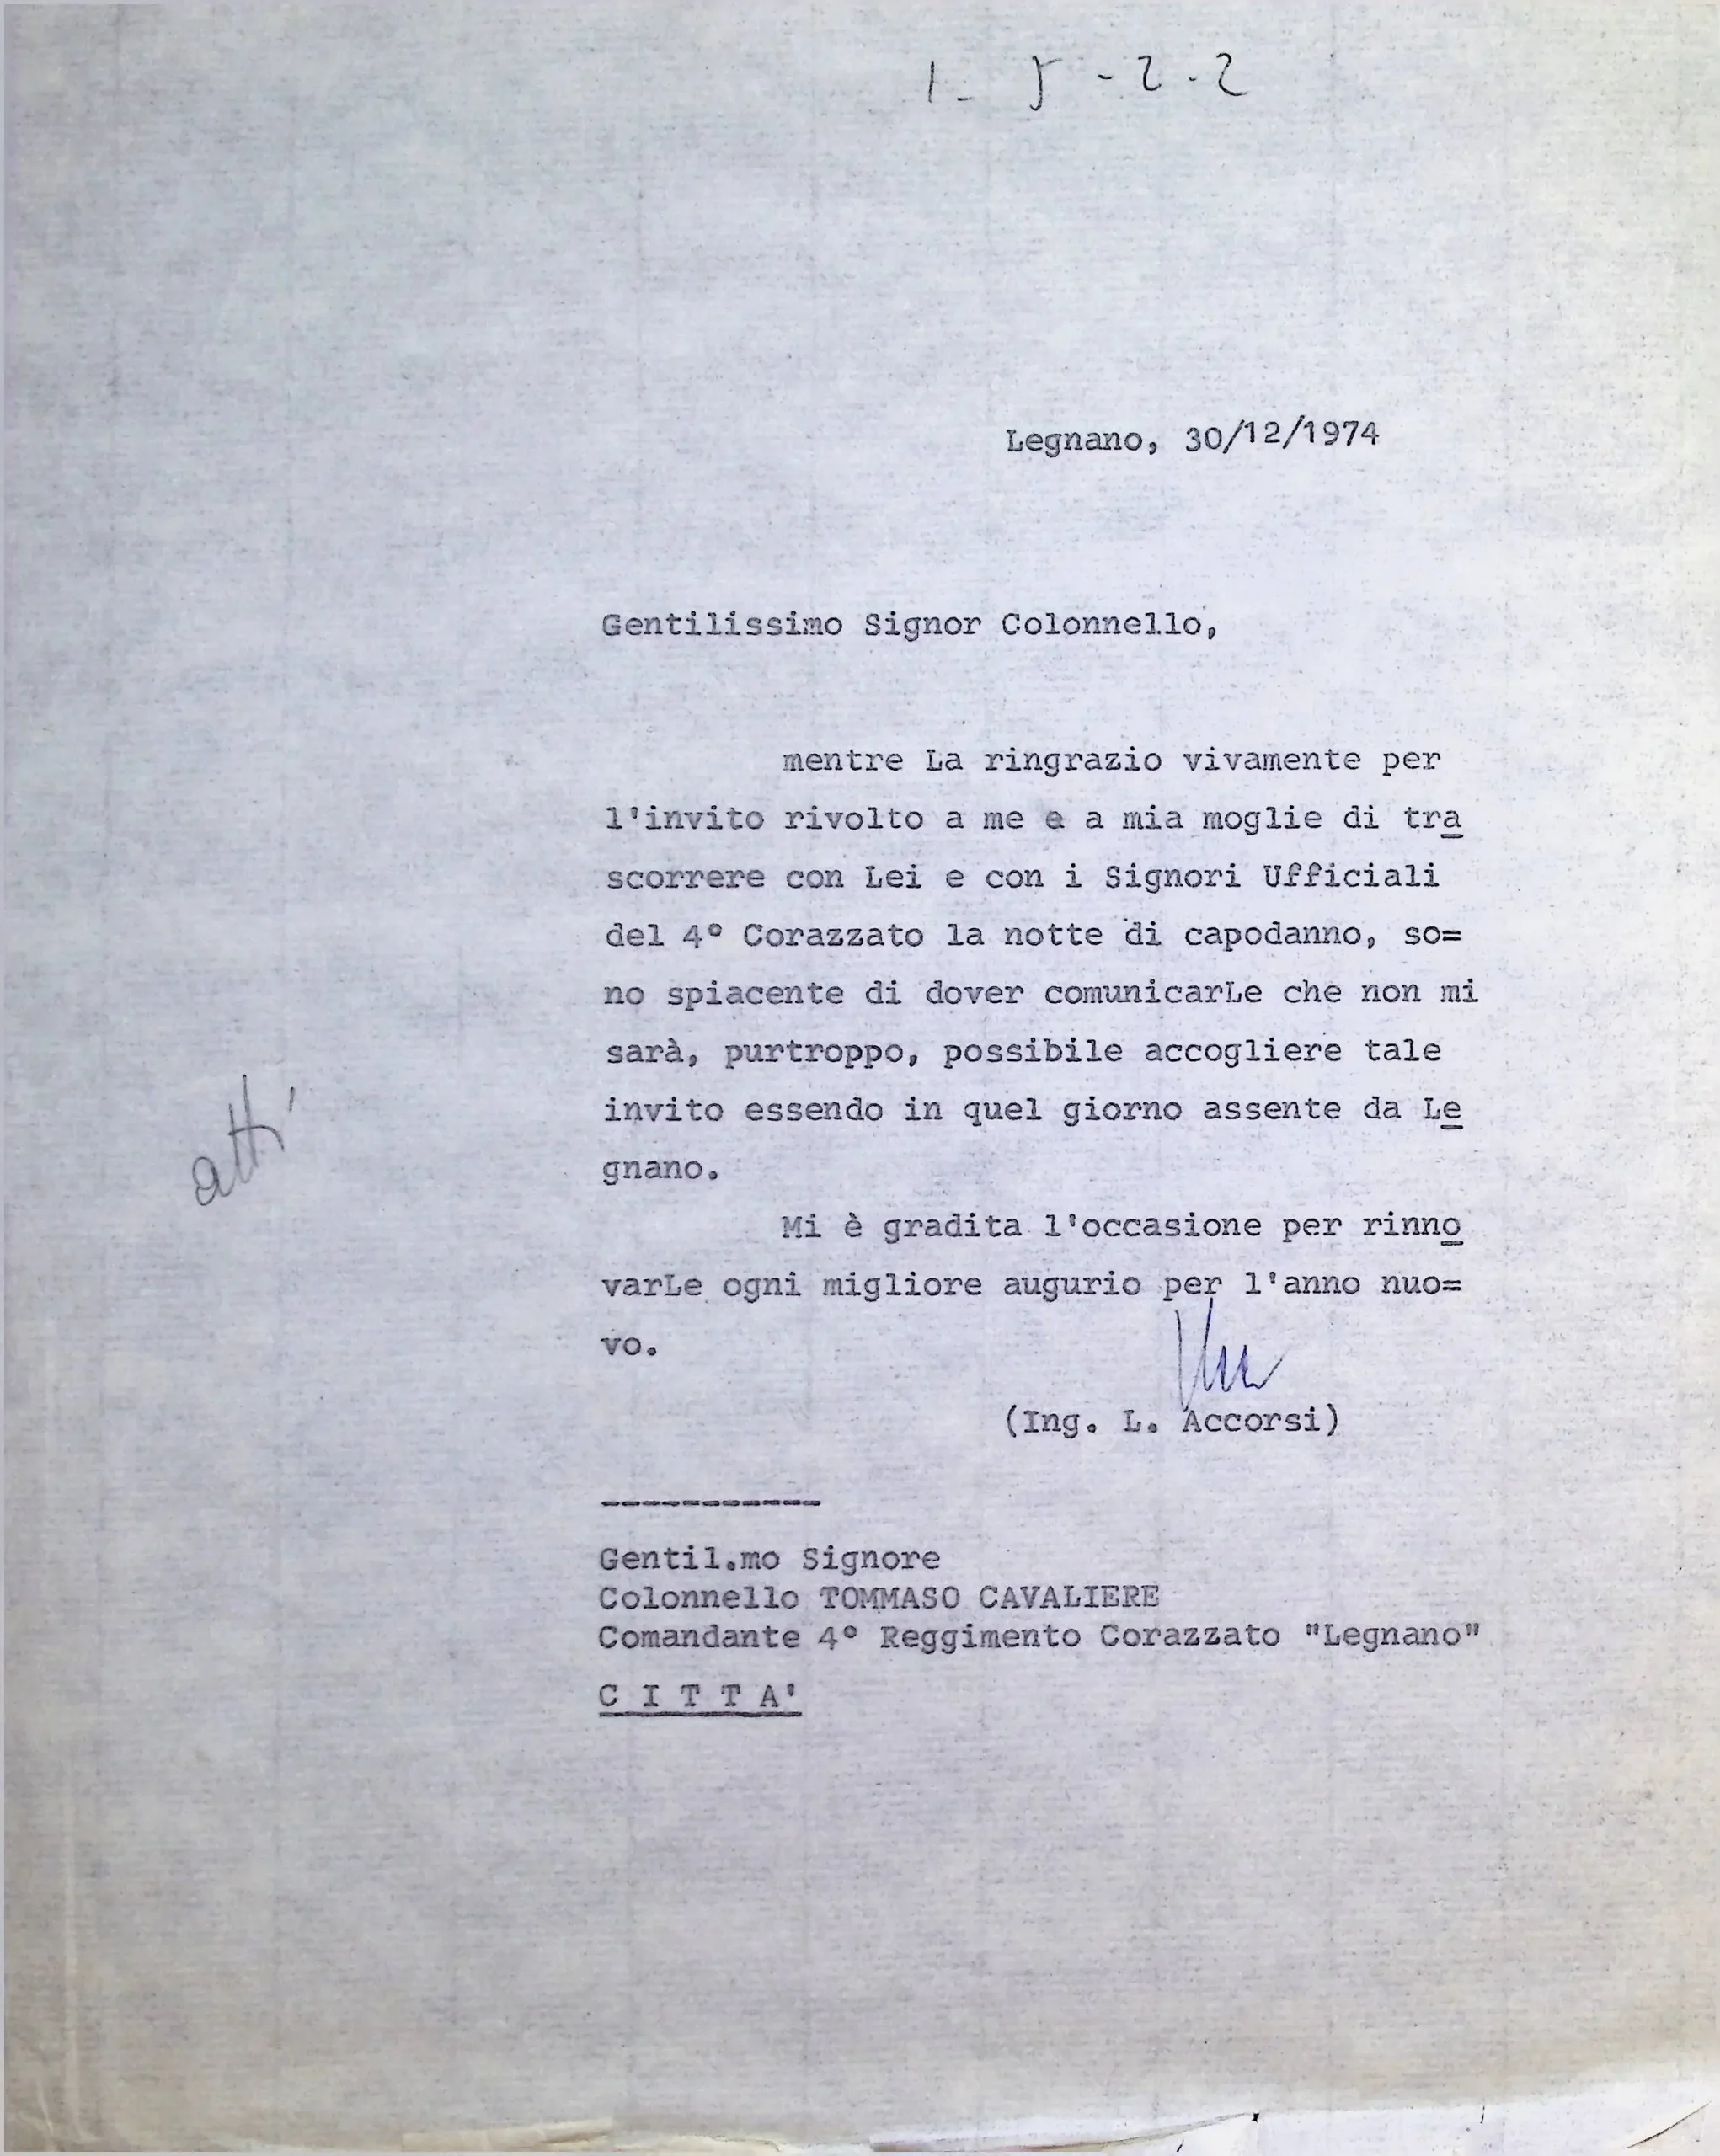 1-5-2-2
Legnano, 30/12/1974
Gentilissimo Signor Colonnello,
mentre La ringrazio vivamente per
l'invito rivolto a me e a mia moglie di tra
scorrere con Lei e con i Signori Ufficiali
del 4° Corazzato la notte di capodanno, so=
no spiacente di dover comunicarLe che non mi
sarà, purtroppo, possibile accogliere tale
invito essendo in quel giorno assente da Le
gnano.
atti
Mi è gradita l'occasione per rinno
varLe ogni migliore augurio per l'anno nuo=
vo.
(Ing. L. Accorsi)
-----------
Gentil.mo Signore
Colonnello TOMMASO CAVALIERE
Comandante 4° Reggimento Corazzato "Legnano"
C I T T A'